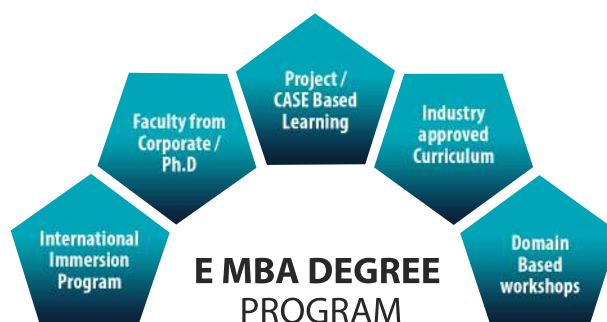 Project /
CASE Based
Learning
Faculty from
Corporate /
Ph.D
Industry
approved
Curriculum
International
Immersion
Program
Domain
Based
workshops
E MBA DEGREE
PROGRAM